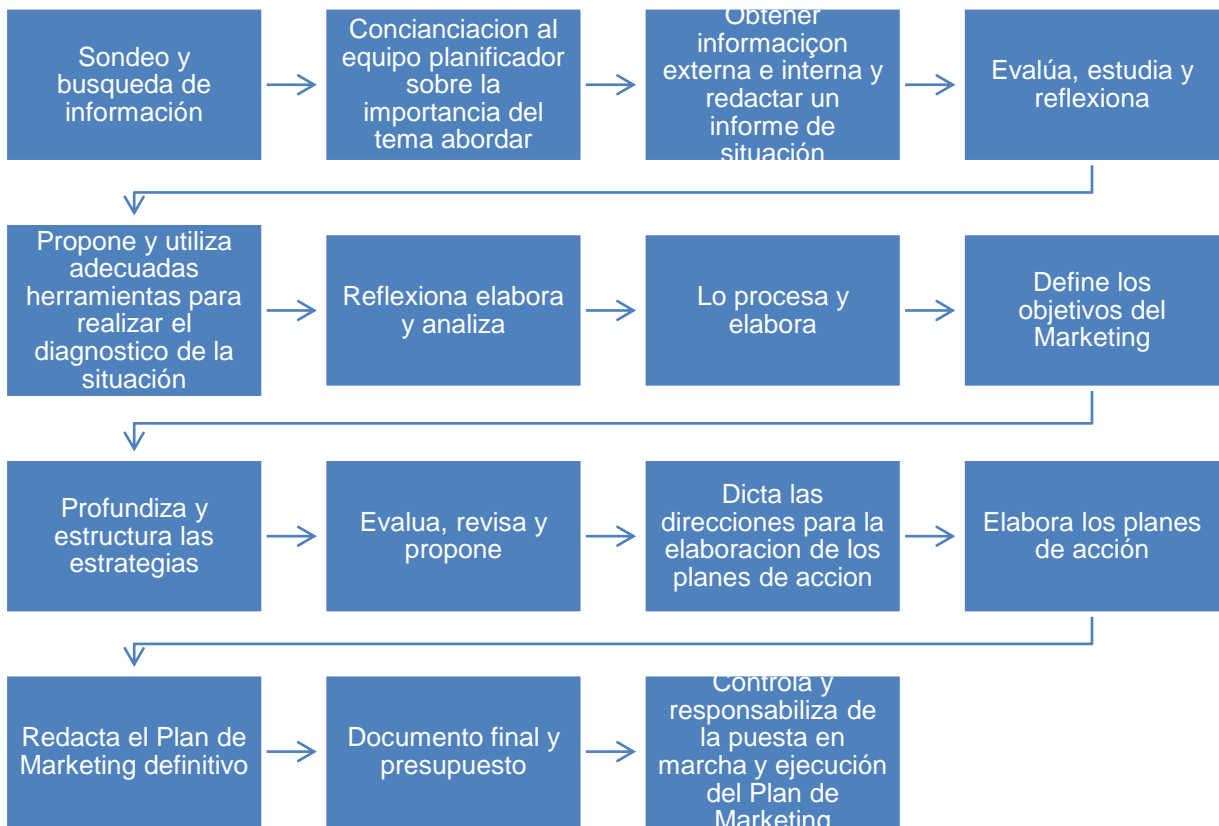 Sondeo y
busqueda de
información
Concianciacion al
equipo planificador
sobre la
importancia del
tema abordar
Obtener
informaciçon
externa e interna y
redactar un
informe de
situación
Evalúa, estudia y
reflexiona
Propone y utiliza
adecuadas
herramientas para
realizar el
diagnostico de la
situación
Reflexiona elabora
y analiza
Lo procesa y
elabora
Define los
objetivos del
Marketing
Profundiza y
estructura las
estrategias
Evalua, revisa y
propone
Dicta las
direcciones para la
elaboracion de los
planes de accion
Elabora los planes
de acción
Redacta el Plan de
Marketing definitivo
Documento final y
presupuesto
Controla y
responsabiliza de
la puesta en
marcha y ejecución
del Plan de
Marketing